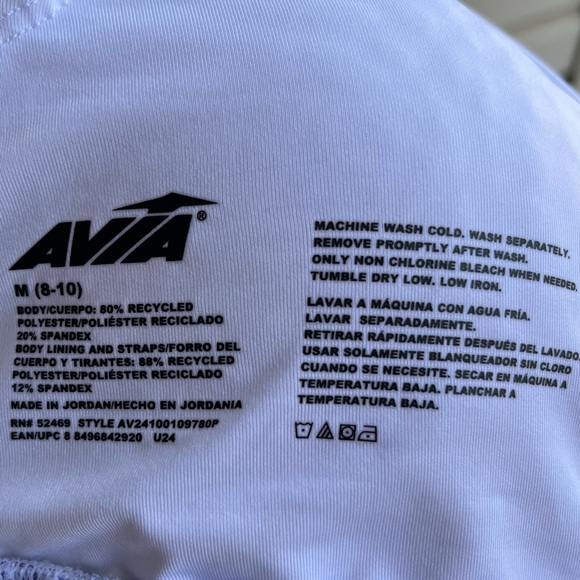 AVIA®
M (8-10)
BODY/CUERPO: 80% RECYCLED
POLYESTER/POLIÉSTER RECICLADO
20% SPANDEX
BODY LINING AND STRAPS/FORRO DEL
CUERPO Y TIRANTES: 88% RECYCLED
POLYESTER/POLIÉSTER RECICLADO
12% SPANDEX
MADE IN JORDAN/HECHO EN JORDANIA
RN# 52469 STYLE AV24100109780P
EAN/UPC 8 8496842920 U24
MACHINE WASH COLD. WASH SEPARATELY.
REMOVE PROMPTLY AFTER WASH.
ONLY NON CHLORINE BLEACH WHEN NEEDED.
TUMBLE DRY LOW. LOW IRON.
LAVAR A MÁQUINA CON AGUA FRÍA.
LAVAR SEPARADAMENTE.
RETIRAR RÁPIDAMENTE DESPUÉS DEL LAVADO.
USAR SOLAMENTE BLANQUEADOR SIN CLORO
CUANDO SE NECESITE. SECAR EN MÁQUINA A
TEMPERATURA BAJA. PLANCHAR A
TEMPERATURA BAJA.